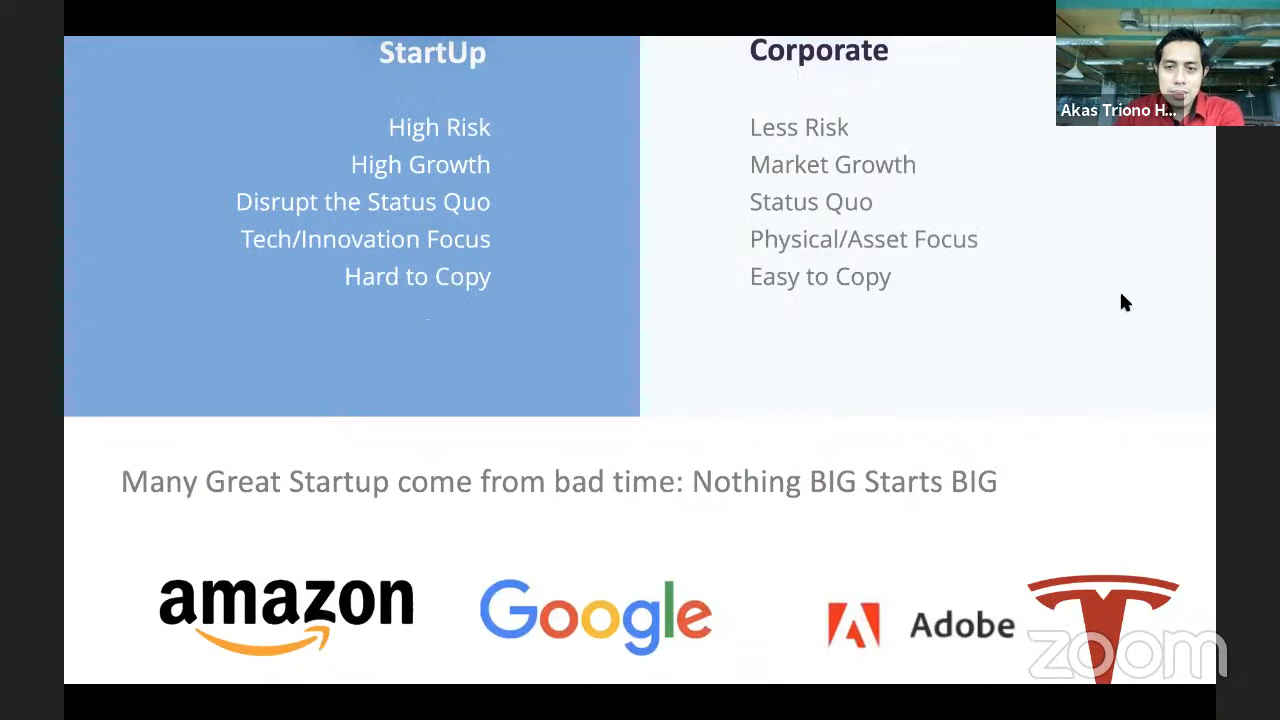 StartUp
High Risk
High Growth
Disrupt the Status Quo
Tech/Innovation Focus
Hard to Copy
Corporate
Less Risk
Market Growth
Status Quo
Physical/Asset Focus
Easy to Copy
Akas Triono H...
Many Great Startup come from bad time: Nothing BIG Starts BIG
amazon
Google
Adobe
zoom